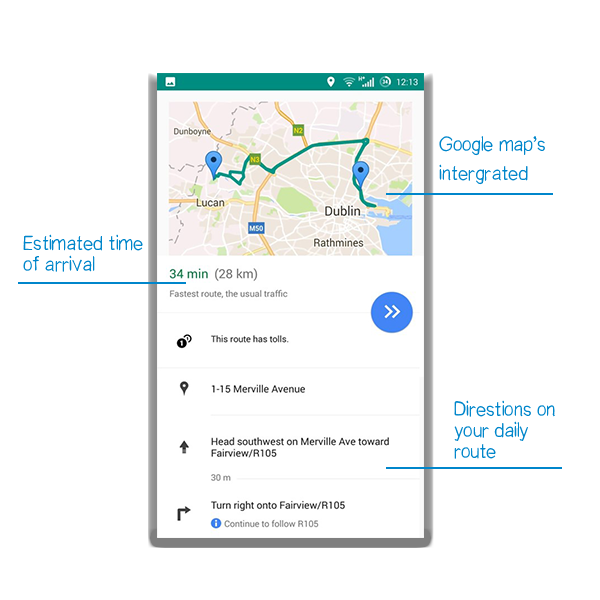 12:13
Dunboyne
N2
N3
Lucan
Dublin
M50
Rathmines
Google map's
intergrated
Estimated time
of arrival
34 min (28 km)
Fastest route, the usual traffic
1
This route has tolls.
1-15 Merville Avenue
Head southwest on Merville Ave toward
Fairview/R105
30 m
Turn right onto Fairview/R105
Continue to follow R105
Direstions on
your daily
route